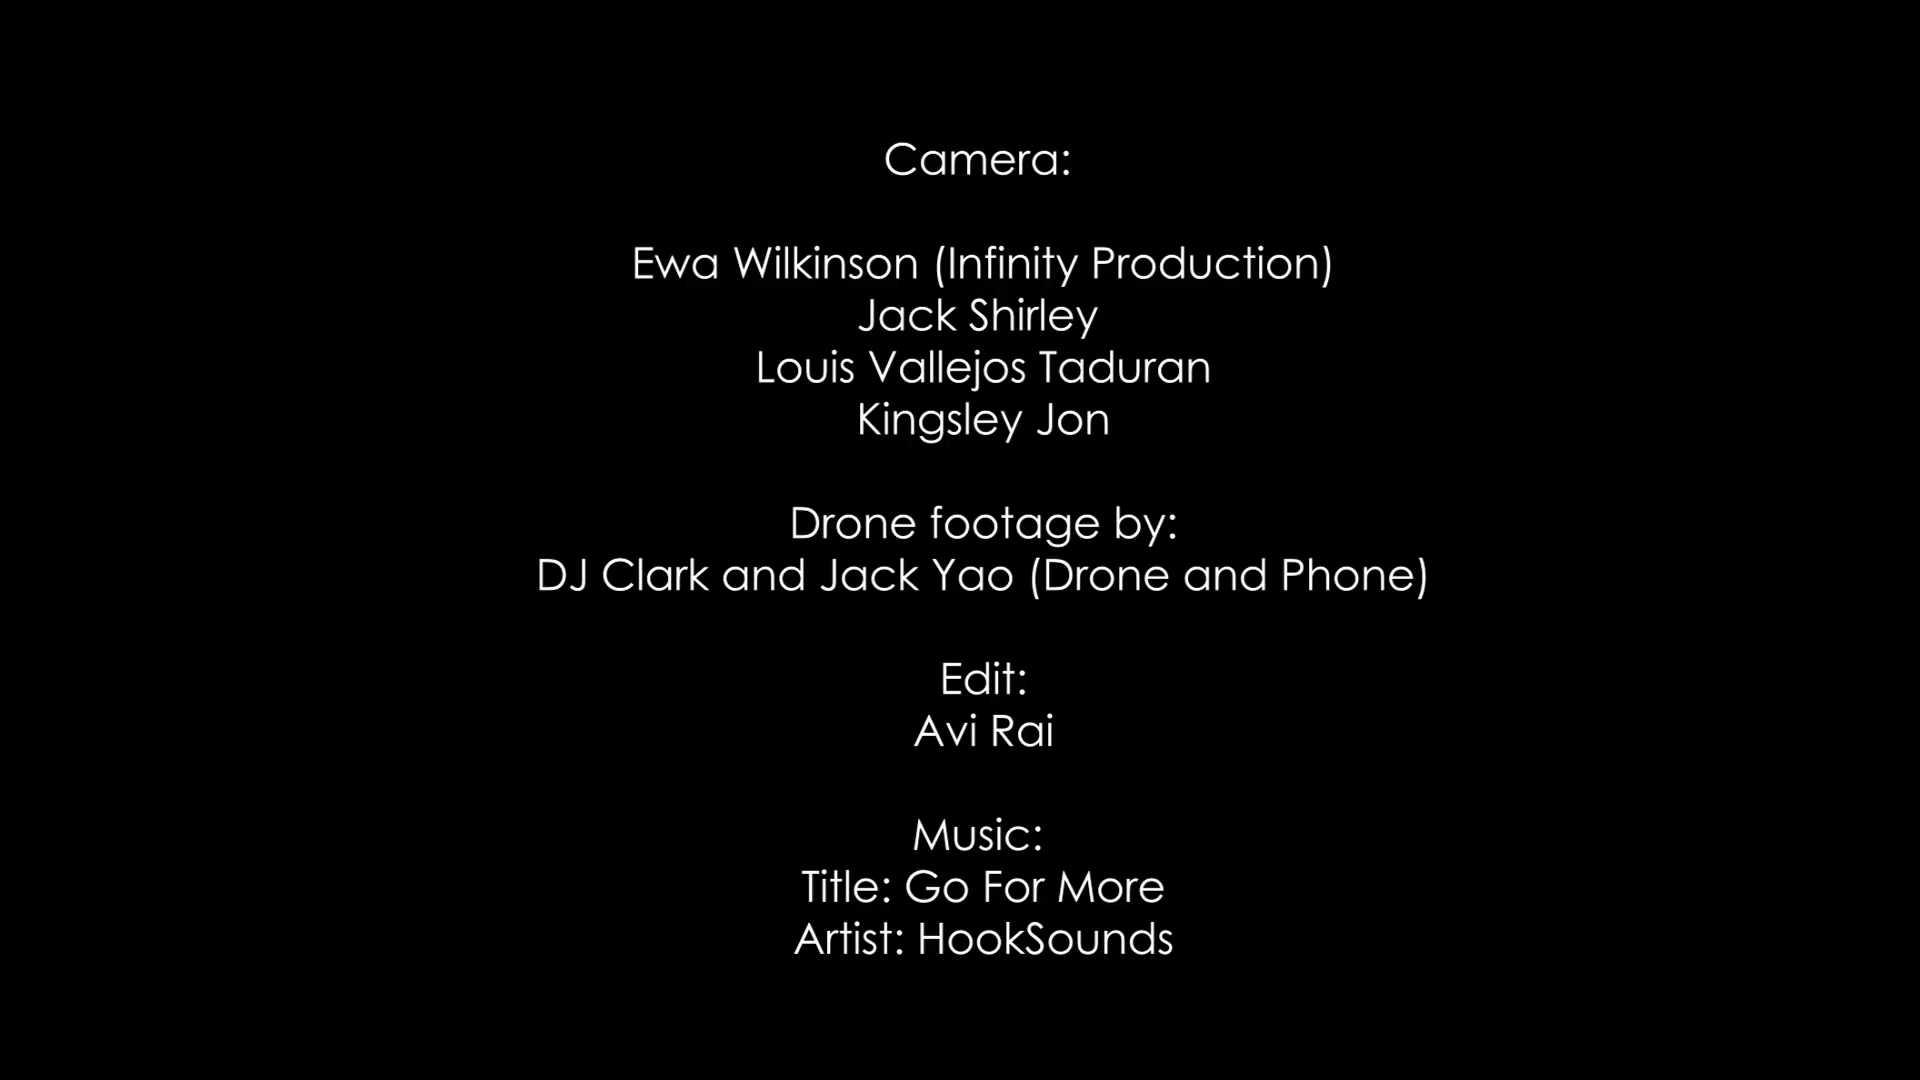 Camera:
Ewa Wilkinson (Infinity Production)
Jack Shirley
Louis Vallejos Taduran
Kingsley Jon
Drone footage by:
DJ Clark and Jack Yao (Drone and Phone)
Edit:
Avi Rai
Music:
Title: Go For More
Artist: HookSounds